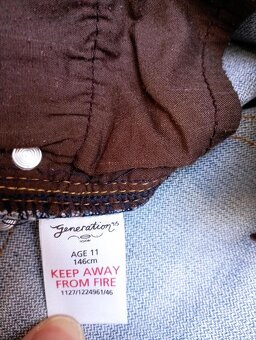 generation
AGE 11
146cm
KEEP AWAY
FROM FIRE
1127/1224961/46